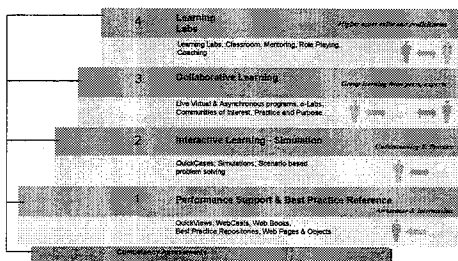 4 Learning
Labs
Learning Labs, Classroom, Mentoring, Role Playing,
Coaching
3 Collaborative Learning
Live Virtual & Asynchronous programs, e-Labs,
Communities of Interest, Practice and Purpose
2 Interactive Learning - Simulation
QuickCases, Simulations, Scenario based
problem solving
1 Performance Support & Best Practice Reference
QuickViews, WebCasts, Web Books,
Best Practice Repositories, Web Pages & Objects